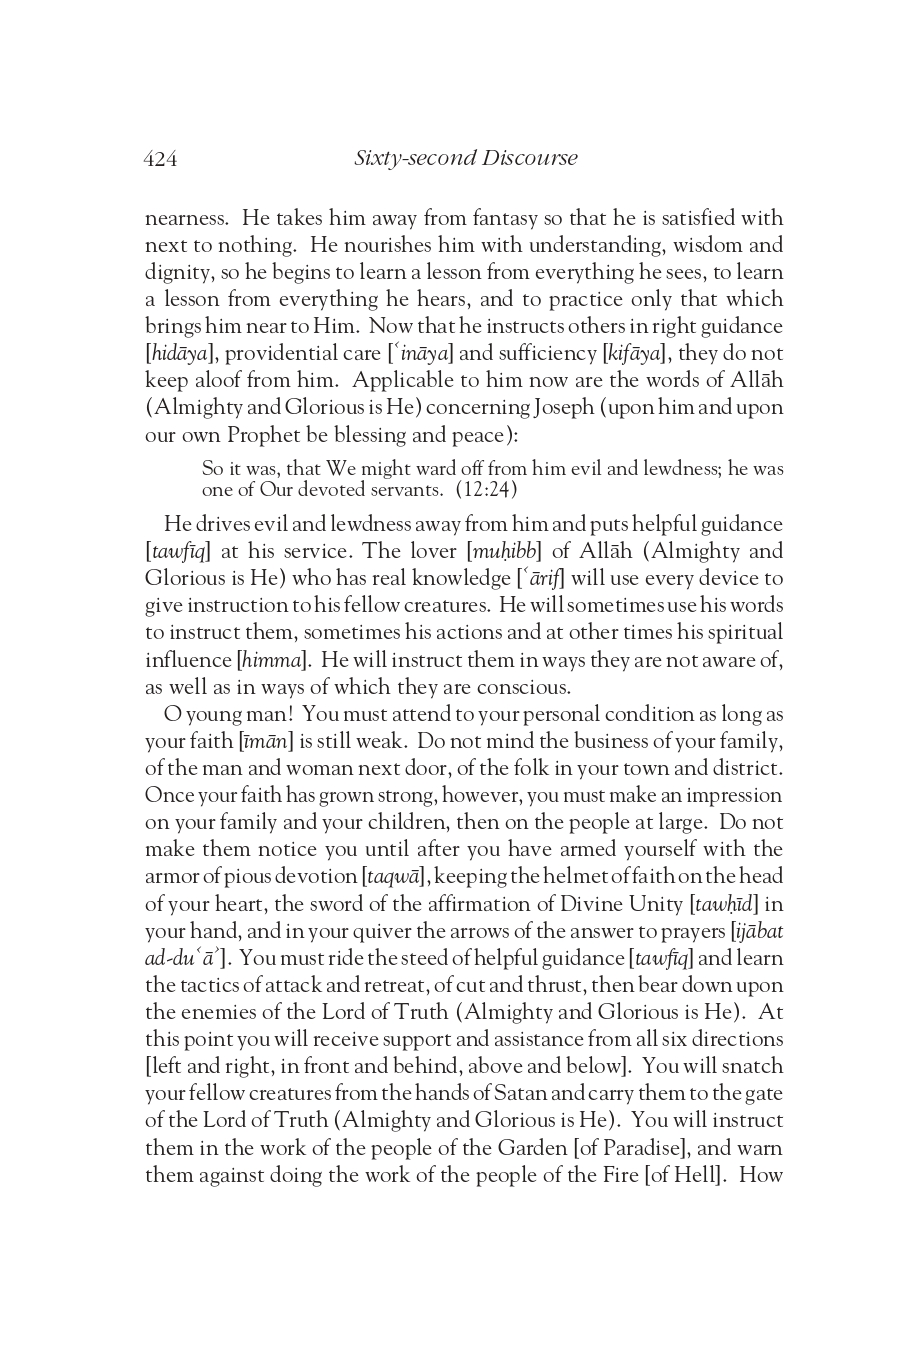 424 Sixty-second Discourse
nearness. He takes him away from fantasy so that he is satisfied with
next to nothing. He nourishes him with understanding, wisdom and
dignity, so he begins to learn a lesson from everything he sees, to learn
a lesson from everything he hears, and to practice only that which
brings him near to Him. Now that he instructs others in right guidance
[hidāya], providential care [ʿināya] and sufficiency [kifāya], they do not
keep aloof from him. Applicable to him now are the words of Allāh
(Almighty and Glorious is He) concerning Joseph (upon him and upon
our own Prophet be blessing and peace):
So it was, that We might ward off from him evil and lewdness; he was
one of Our devoted servants. (12:24)
He drives evil and lewdness away from him and puts helpful guidance
[tawfīq] at his service. The lover [muḥibb] of Allāh (Almighty and
Glorious is He) who has real knowledge [ʿārif] will use every device to
give instruction to his fellow creatures. He will sometimes use his words
to instruct them, sometimes his actions and at other times his spiritual
influence [himma]. He will instruct them in ways they are not aware of,
as well as in ways of which they are conscious.
O young man! You must attend to your personal condition as long as
your faith [īmān] is still weak. Do not mind the business of your family,
of the man and woman next door, of the folk in your town and district.
Once your faith has grown strong, however, you must make an impression
on your family and your children, then on the people at large. Do not
make them notice you until after you have armed yourself with the
armor of pious devotion [taqwā], keeping the helmet of faith on the head
of your heart, the sword of the affirmation of Divine Unity [tawḥīd] in
your hand, and in your quiver the arrows of the answer to prayers [ijābat
ad-duʿāʾ]. You must ride the steed of helpful guidance [tawfīq] and learn
the tactics of attack and retreat, of cut and thrust, then bear down upon
the enemies of the Lord of Truth (Almighty and Glorious is He). At
this point you will receive support and assistance from all six directions
[left and right, in front and behind, above and below]. You will snatch
your fellow creatures from the hands of Satan and carry them to the gate
of the Lord of Truth (Almighty and Glorious is He). You will instruct
them in the work of the people of the Garden [of Paradise], and warn
them against doing the work of the people of the Fire [of Hell]. How